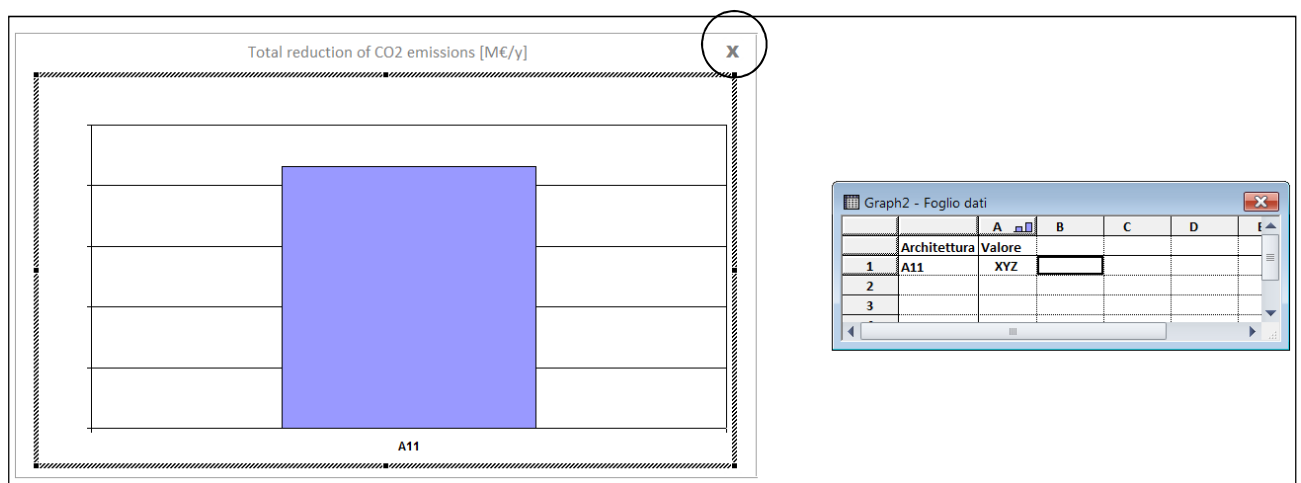 Total reduction of CO2 emissions [M€/y]
x
A11
Graph2 - Foglio dati
A B C D E
Architettura Valore
1 A11 XYZ
2
3